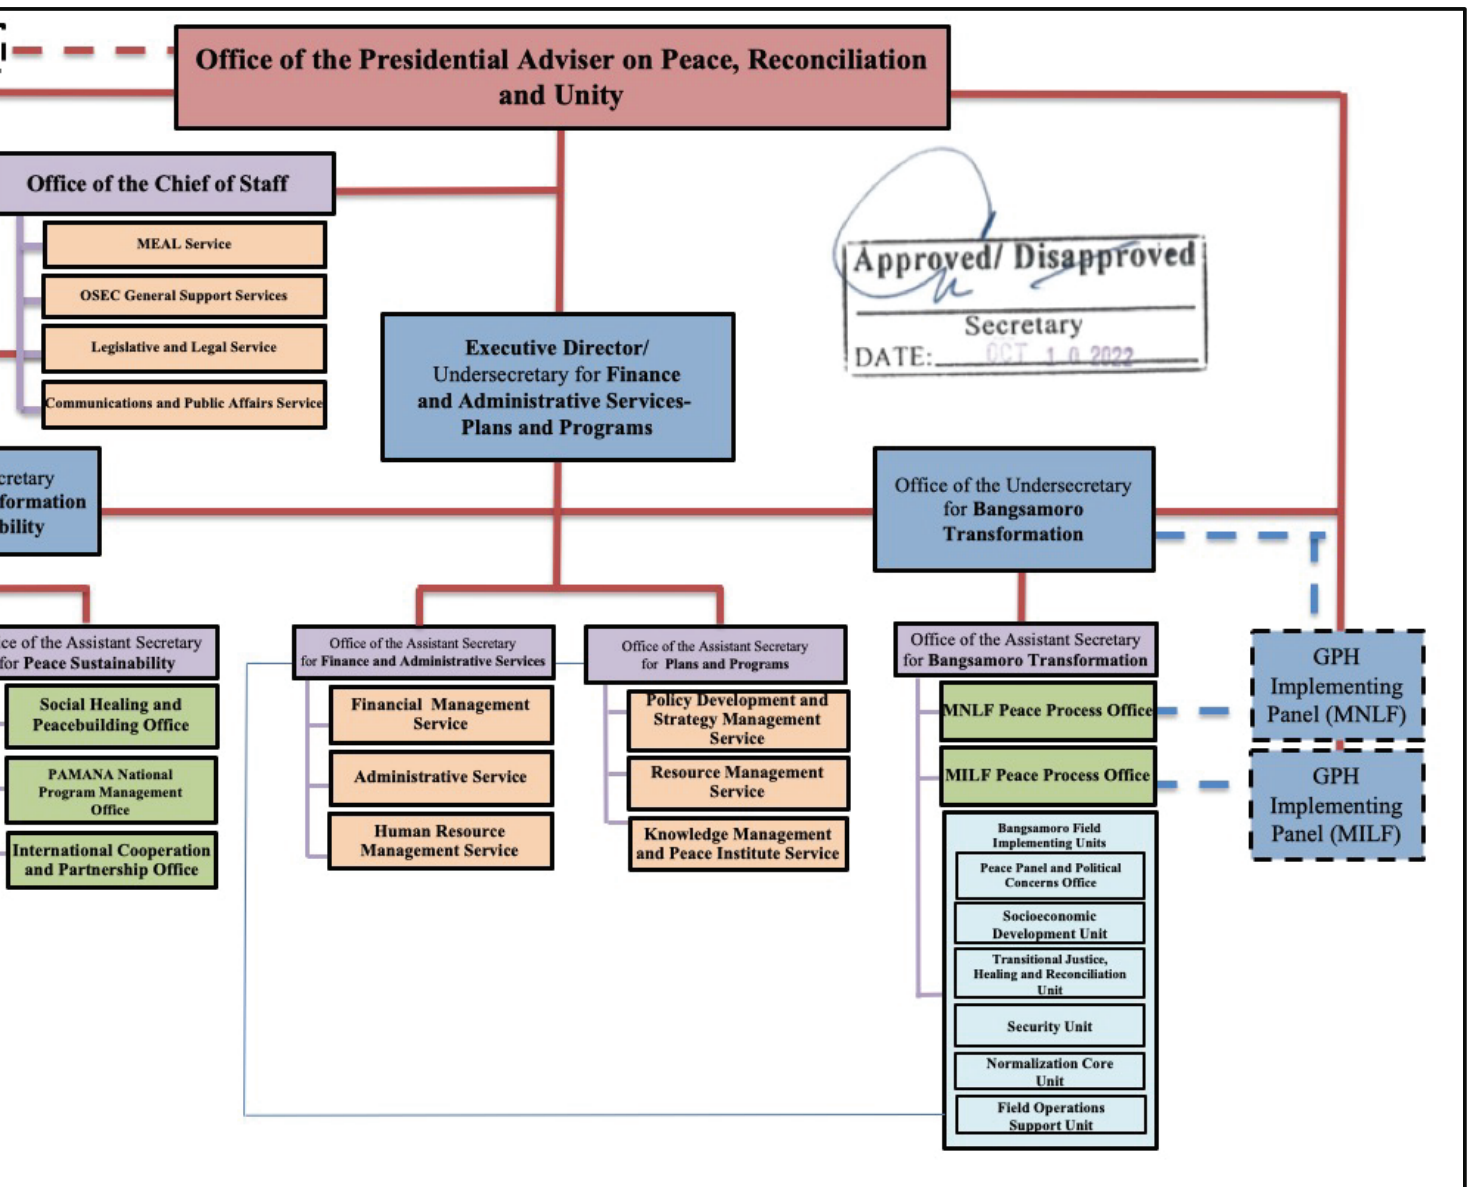 Office of the Presidential Adviser on Peace, Reconciliation
and Unity
Office of the Chief of Staff
MEAL Service
OSEC General Support Services
Legislative and Legal Service
Communications and Public Affairs Service
Approved/ Disapproved
Secretary
DATE: OCT 10 2022
Executive Director/
Undersecretary for Finance
and Administrative Services-
Plans and Programs
cretary
formation
bility
Office of the Undersecretary
for Bangsamoro
Transformation
ce of the Assistant Secretary
for Peace Sustainability
Social Healing and
Peacebuilding Office
PAMANA National
Program Management
Office
International Cooperation
and Partnership Office
Office of the Assistant Secretary
for Finance and Administrative Services
Financial Management
Service
Administrative Service
Human Resource
Management Service
Office of the Assistant Secretary
for Plans and Programs
Policy Development and
Strategy Management
Service
Resource Management
Service
Knowledge Management
and Peace Institute Service
Office of the Assistant Secretary
for Bangsamoro Transformation
MNLF Peace Process Office
MILF Peace Process Office
Bangsamoro Field
Implementing Units
Peace Panel and Political
Concerns Office
Socioeconomic
Development Unit
Transitional Justice,
Healing and Reconciliation
Unit
Security Unit
Normalization Core
Unit
Field Operations
Support Unit
GPH
Implementing
Panel (MNLF)
GPH
Implementing
Panel (MILF)